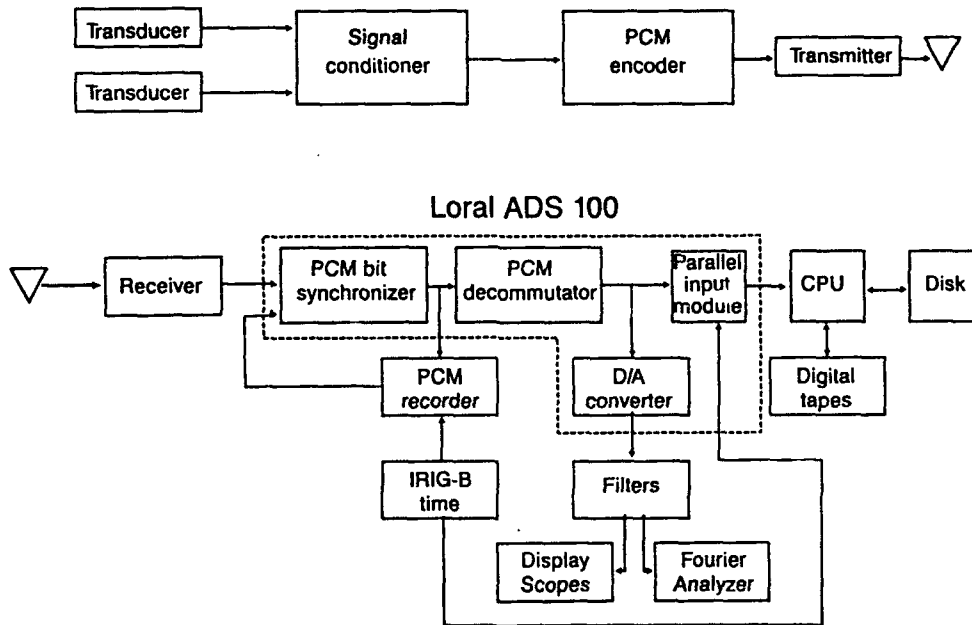 Transducer
Transducer
Signal
conditioner
PCM
encoder
Transmitter
Loral ADS 100
Receiver
PCM bit
synchronizer
PCM
decommutator
Parallel
input
module
CPU
Disk
PCM
recorder
D/A
converter
Digital
tapes
IRIG-B
time
Filters
Display
Scopes
Fourier
Analyzer